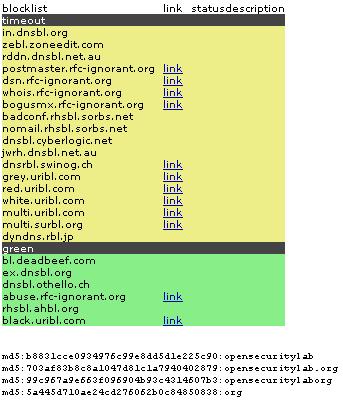 blocklist link status description
timeout
in.dnsbl.org
zebl.zoneedit.com
rddn.dnsbl.net.au
postmaster.rfc-ignorant.org link
dsn.rfc-ignorant.org link
whois.rfc-ignorant.org link
bogusmx.rfc-ignorant.org link
badconf.rhsbl.sorbs.net
nomail.rhsbl.sorbs.net
dnsbl.cyberlogic.net
jwrh.dnsbl.net.au
dnsrbl.swinog.ch link
grey.uribl.com link
red.uribl.com link
white.uribl.com link
multi.uribl.com link
multi.surbl.org link
dyndns.rbl.jp
green
bl.deadbeef.com
ex.dnsbl.org
dnsbl.othello.ch
abuse.rfc-ignorant.org link
rhsbl.ahbl.org
black.uribl.com link
md5:b8831cce0934976c99e8dd5d1e225c90:opensecuritylab
md5:703af83b8c8a1047d81c1a7940402879:opensecuritylab.org
md5:99c967a9e663f096904b93c4314607b3:opensecuritylaborg
md5:5a445d710ae24cd276062b0c84850838:org